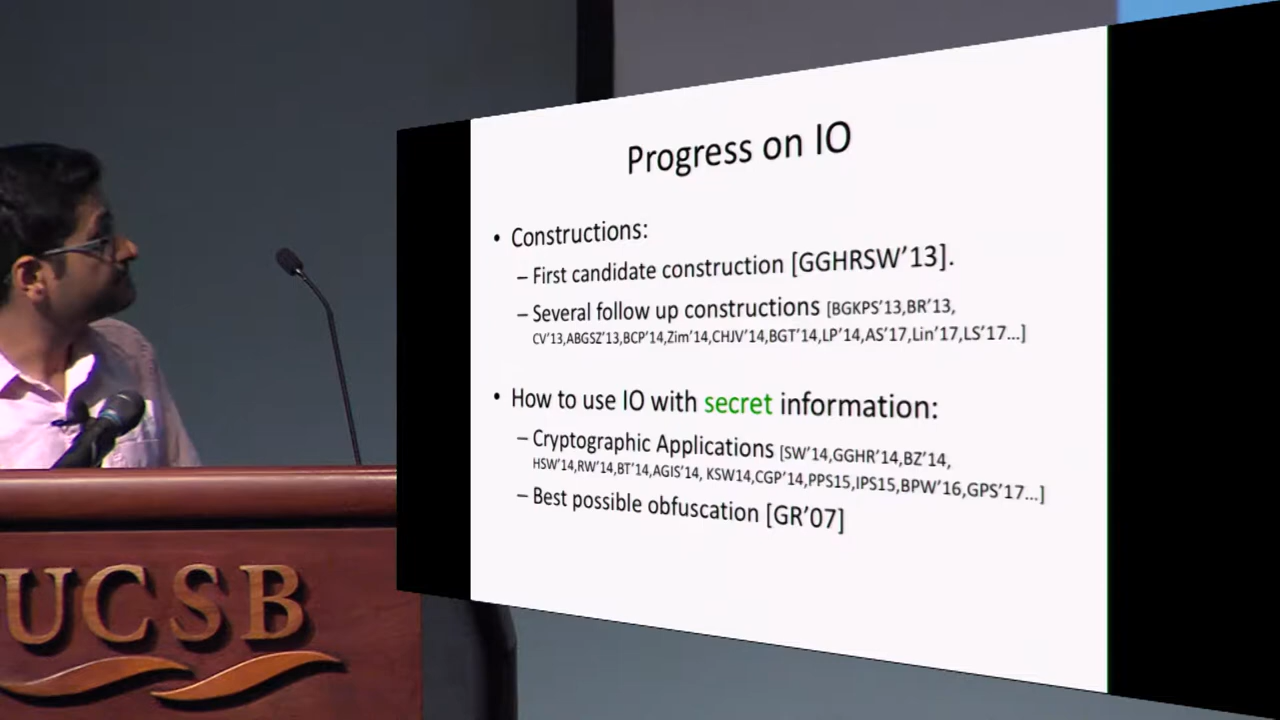 Progress on IO
• Constructions:
– First candidate construction [GGHRSW'13].
– Several follow up constructions [BGKPS'13,BR'13,
CV'13,ABGSZ'13,BCP'14,Zim'14,CHJV'14,BGT'14,LP'14,AS'17,Lin'17,LS'17...]
• How to use IO with secret information:
– Cryptographic Applications [SW'14,GGHR'14,BZ'14,
HSW'14,RW'14,BT'14,AGIS'14, KSW14,CGP'14,PPS15,IPS15,BPW'16,GPS'17...]
– Best possible obfuscation [GR'07]
UCSB